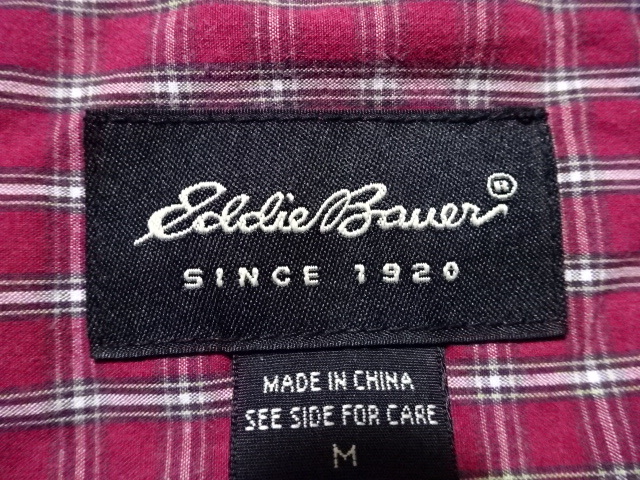 Eddie Bauer®
SINCE 1920
MADE IN CHINA
SEE SIDE FOR CARE
M